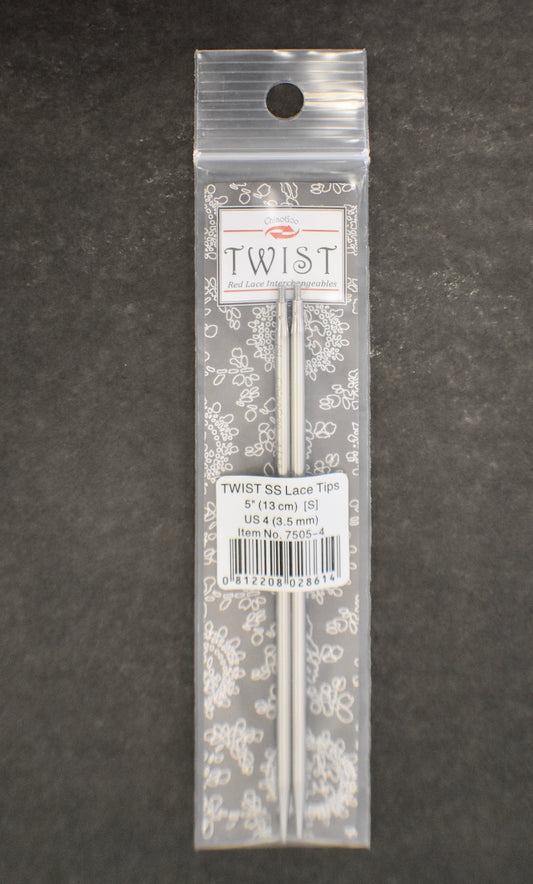 ChiaoGoo
TWIST
Red Lace Interchangeables
TWIST SS Lace Tips
5" (13 cm) [S]
US 4 (3.5 mm)
Item No. 7505-4
0 812208 028614